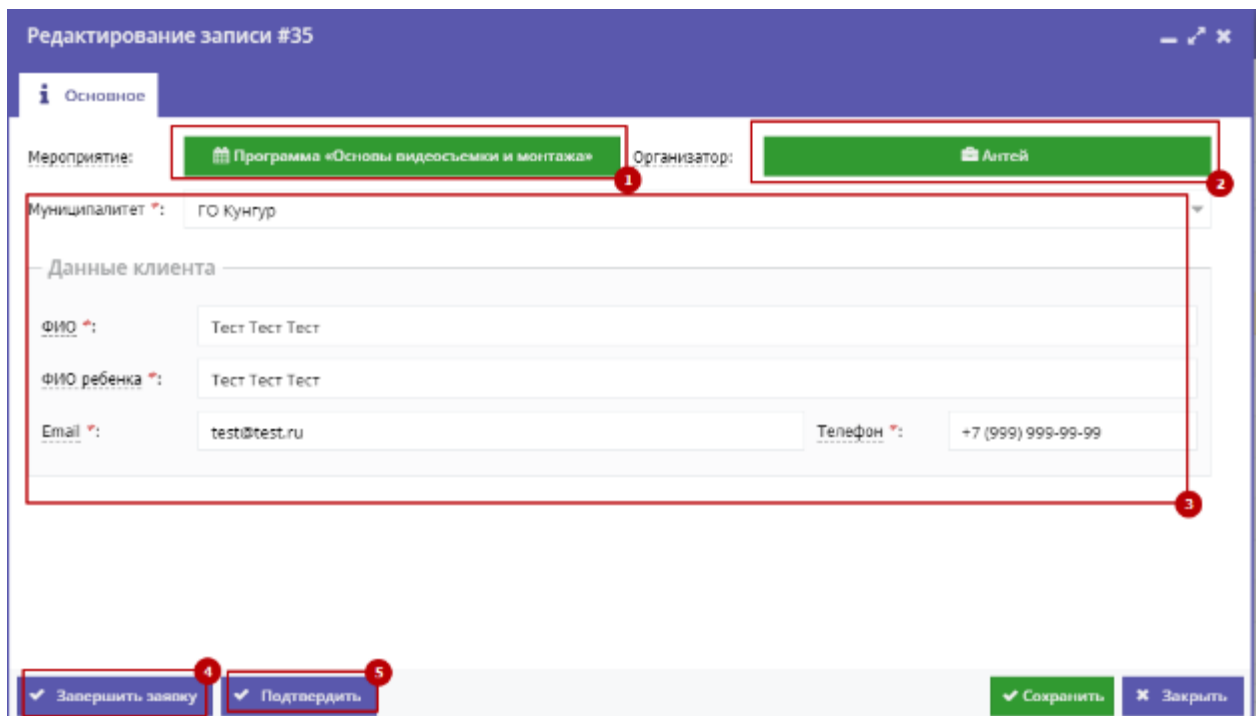 Редактирование записи #35
Основное
Мероприятие: Программа «Основы видеосъемки и монтажа» Организатор: Антей
1
2
Муниципалитет *: ГО Кунгур
Данные клиента
ФИО *: Тест Тест Тест
ФИО ребенка *: Тест Тест Тест
Email *: test@test.ru Телефон *: +7 (999) 999-99-99
3
4
5
Завершить заявку Подтвердить Сохранить Закрыть